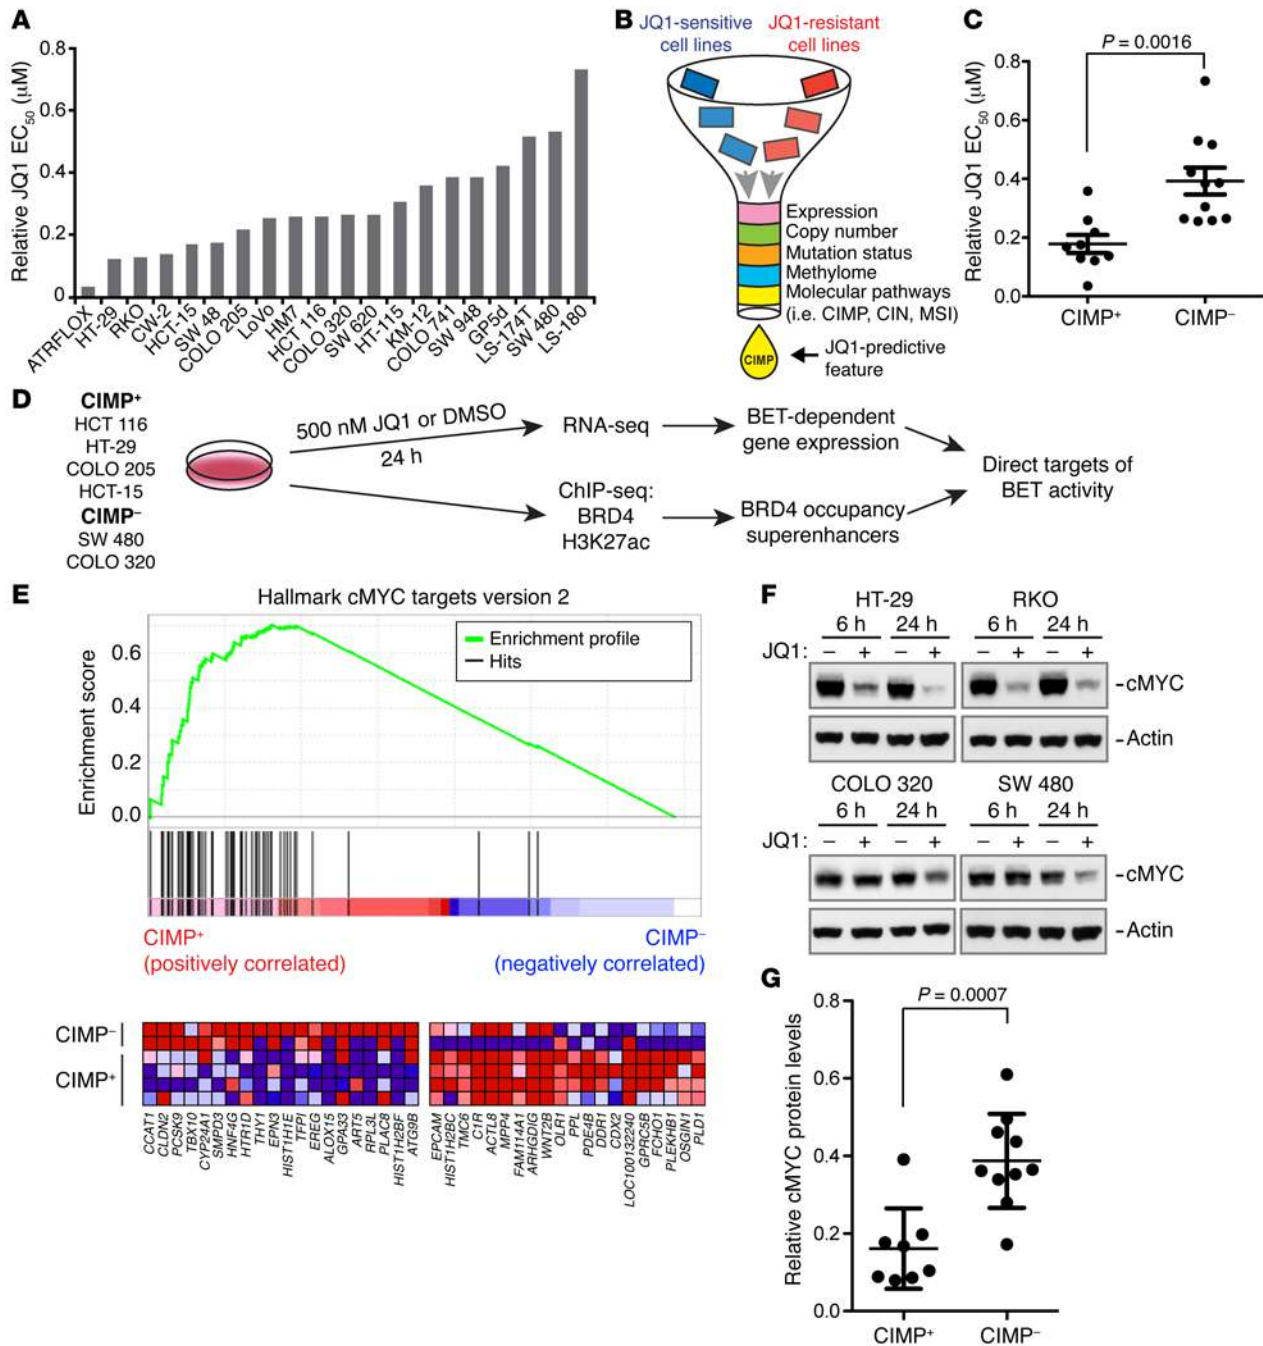 A
Relative JQ1 EC50 (μM)
0.8
0.6
0.4
0.2
0
ATRFLOX
HT-29
RKO
CW-2
HCT-15
SW 48
COLO 205
LoVo
HM7
HCT 116
COLO 320
SW 620
HT-115
KM-12
COLO 741
SW 948
GP5d
LS-174T
SW 480
LS-180
B
JQ1-sensitive
cell lines
JQ1-resistant
cell lines
Expression
Copy number
Mutation status
Methylome
Molecular pathways
(i.e. CIMP, CIN, MSI)
CIMP
JQ1-predictive
feature
C
P = 0.0016
Relative JQ1 EC50 (μM)
0.8
0.6
0.4
0.2
0.0
CIMP+
CIMP–
D
CIMP+
HCT 116
HT-29
COLO 205
HCT-15
CIMP–
SW 480
COLO 320
500 nM JQ1 or DMSO
24 h
RNA-seq
BET-dependent
gene expression
ChIP-seq:
BRD4
H3K27ac
BRD4 occupancy
superenhancers
Direct targets of
BET activity
E
Hallmark cMYC targets version 2
Enrichment profile
Hits
Enrichment score
0.6
0.4
0.2
0.0
CIMP+
(positively correlated)
CIMP–
(negatively correlated)
CIMP–
CIMP+
CCAT1
CLDN2
PCSK9
TBX10
CYP24A1
SMPD3
HNF4G
HTR1D
THY1
EPN3
HIST1H1E
TFPI
EREG
ALOX15
GPA33
ART5
RPL3L
PLAC8
HIST1H2BF
ATG9B
EPCAM
HIST1H2BC
TMC6
C1R
ACTL8
MPP4
FAM114A1
ARHGDIG
WNT2B
OLR1
PPL
PDE4B
DDR1
CDX2
LOC100132240
GPRC5B
FCHO1
PLEKHB1
OSGIN1
PLD1
F
HT-29
RKO
6 h 24 h 6 h 24 h
JQ1: – + – + – + – +
-cMYC
-Actin
COLO 320
SW 480
6 h 24 h 6 h 24 h
JQ1: – + – + – + – +
-cMYC
-Actin
G
P = 0.0007
Relative cMYC protein levels
0.8
0.6
0.4
0.2
0.0
CIMP+
CIMP–